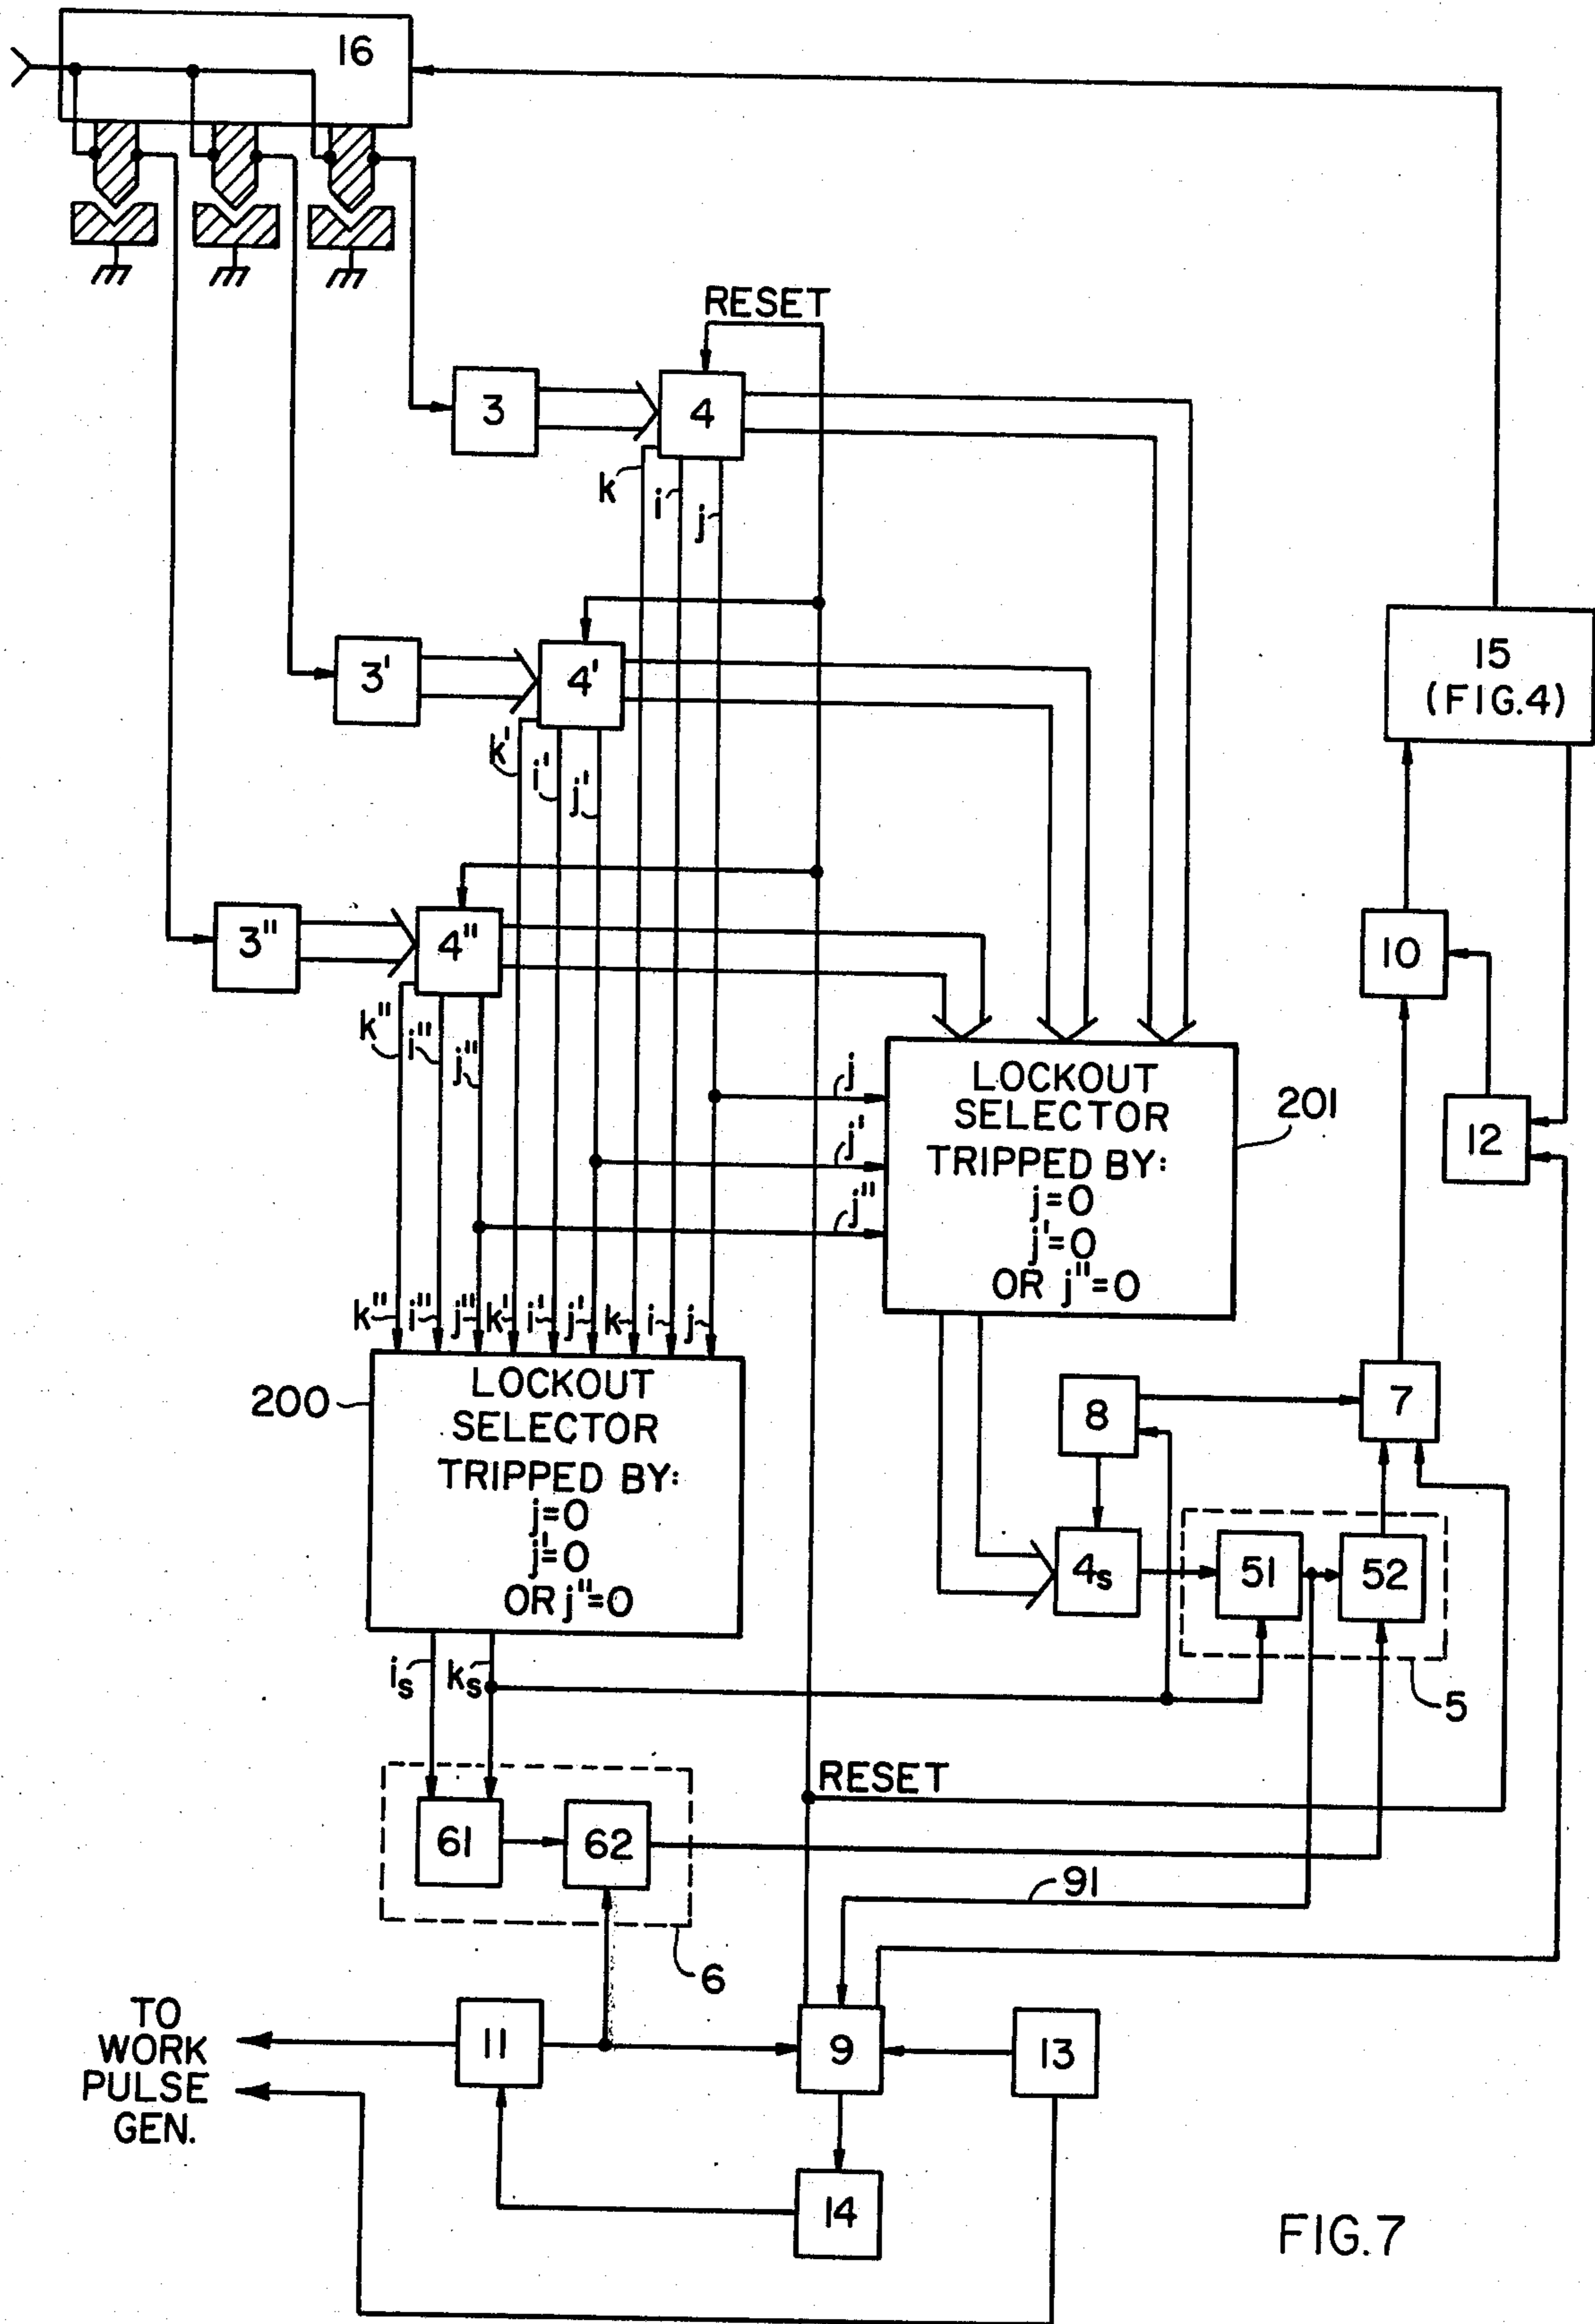 16
RESET
3
4
k
i
j
3'
4'
k'
i'
j'
15
(FIG.4)
3"
4"
10
k"
i"
j"
LOCKOUT
SELECTOR
TRIPPED BY:
j=0
j'=0
OR j"=0
j
j'
j"
201
12
k"
i"
j"
k'
i'
j'
k
i
j
200
LOCKOUT
SELECTOR
TRIPPED BY:
j=0
j'=0
OR j"=0
8
7
4s
51
52
5
is
ks
RESET
61
62
91
6
TO
WORK
PULSE
GEN.
11
9
13
14
FIG.7